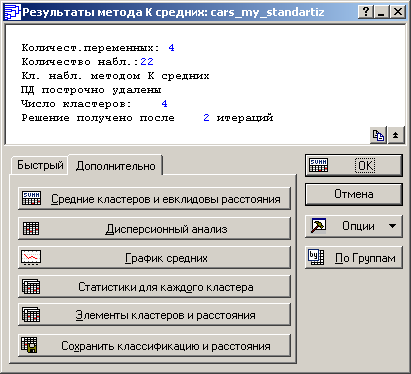 Результаты метода К средних: cars_my_standartiz
Количест.переменных: 4
Количество набл.:22
Кл. набл. методом К средних
ПД построчно удалены
Число кластеров: 4
Решение получено после 2 итераций
Быстрый Дополнительно
Средние кластеров и евклидовы расстояния
Дисперсионный анализ
График средних
Статистики для каждого кластера
Элементы кластеров и расстояния
Сохранить классификацию и расстояния
OK
Отмена
Опции
По Группам